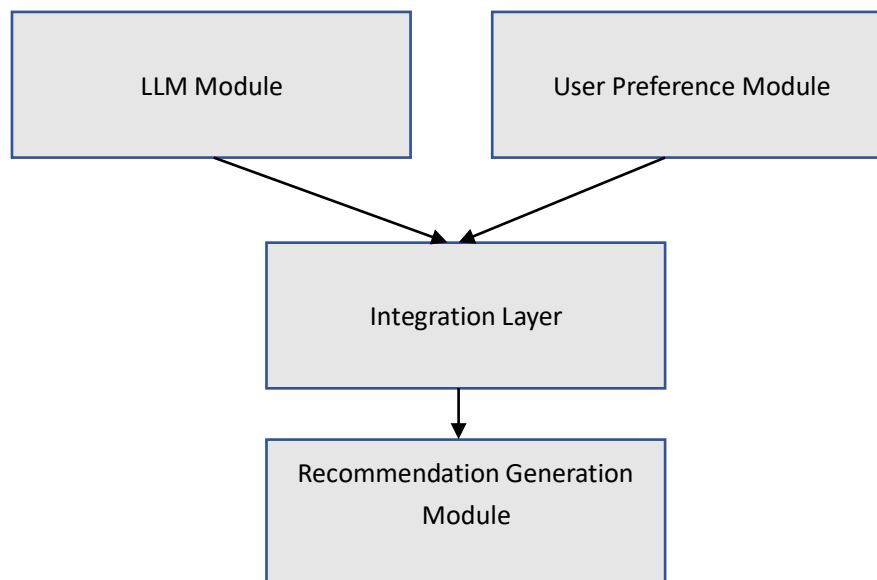 LLM Module
User Preference Module
Integration Layer
Recommendation Generation
Module